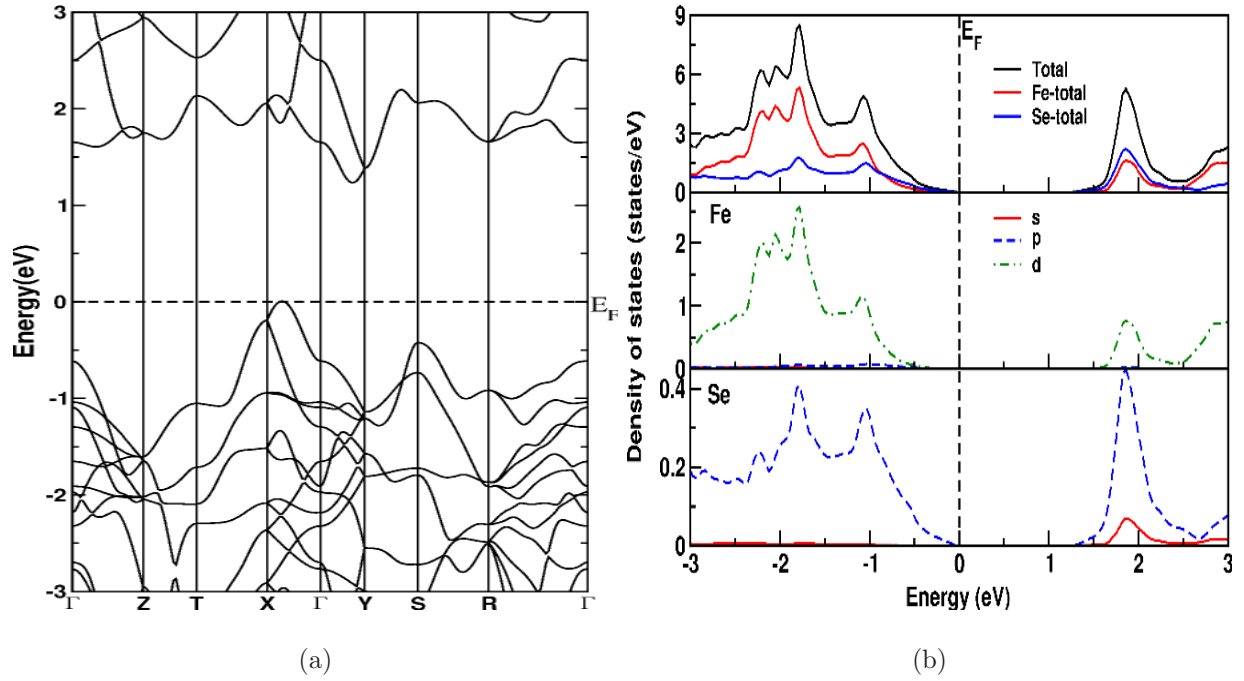 3
2
1
0
-1
-2
-3
Energy(eV)
E_F
Γ Z T X Γ Y S R Γ
(a)
9
6
3
0
E_F
Total
Fe-total
Se-total
Fe
2
1
0
s
p
d
Se
0.4
0.2
0
-3 -2 -1 0 1 2 3
Density of states (states/eV)
Energy (eV)
(b)